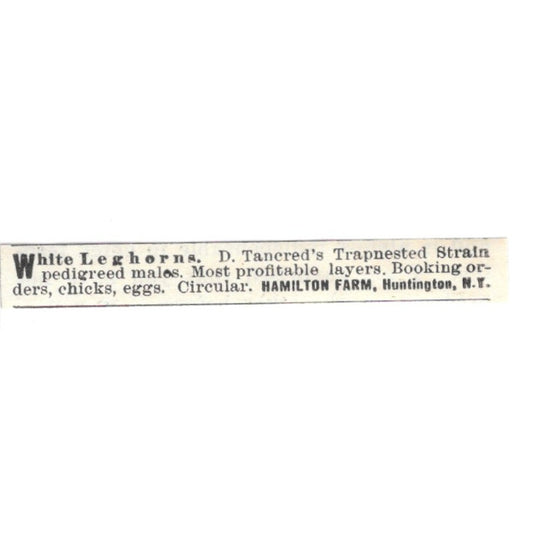 White Leghorns. D. Tancred's Trapnested Strain
pedigreed males. Most profitable layers. Booking or-
ders, chicks, eggs. Circular. HAMILTON FARM, Huntington, N.Y.